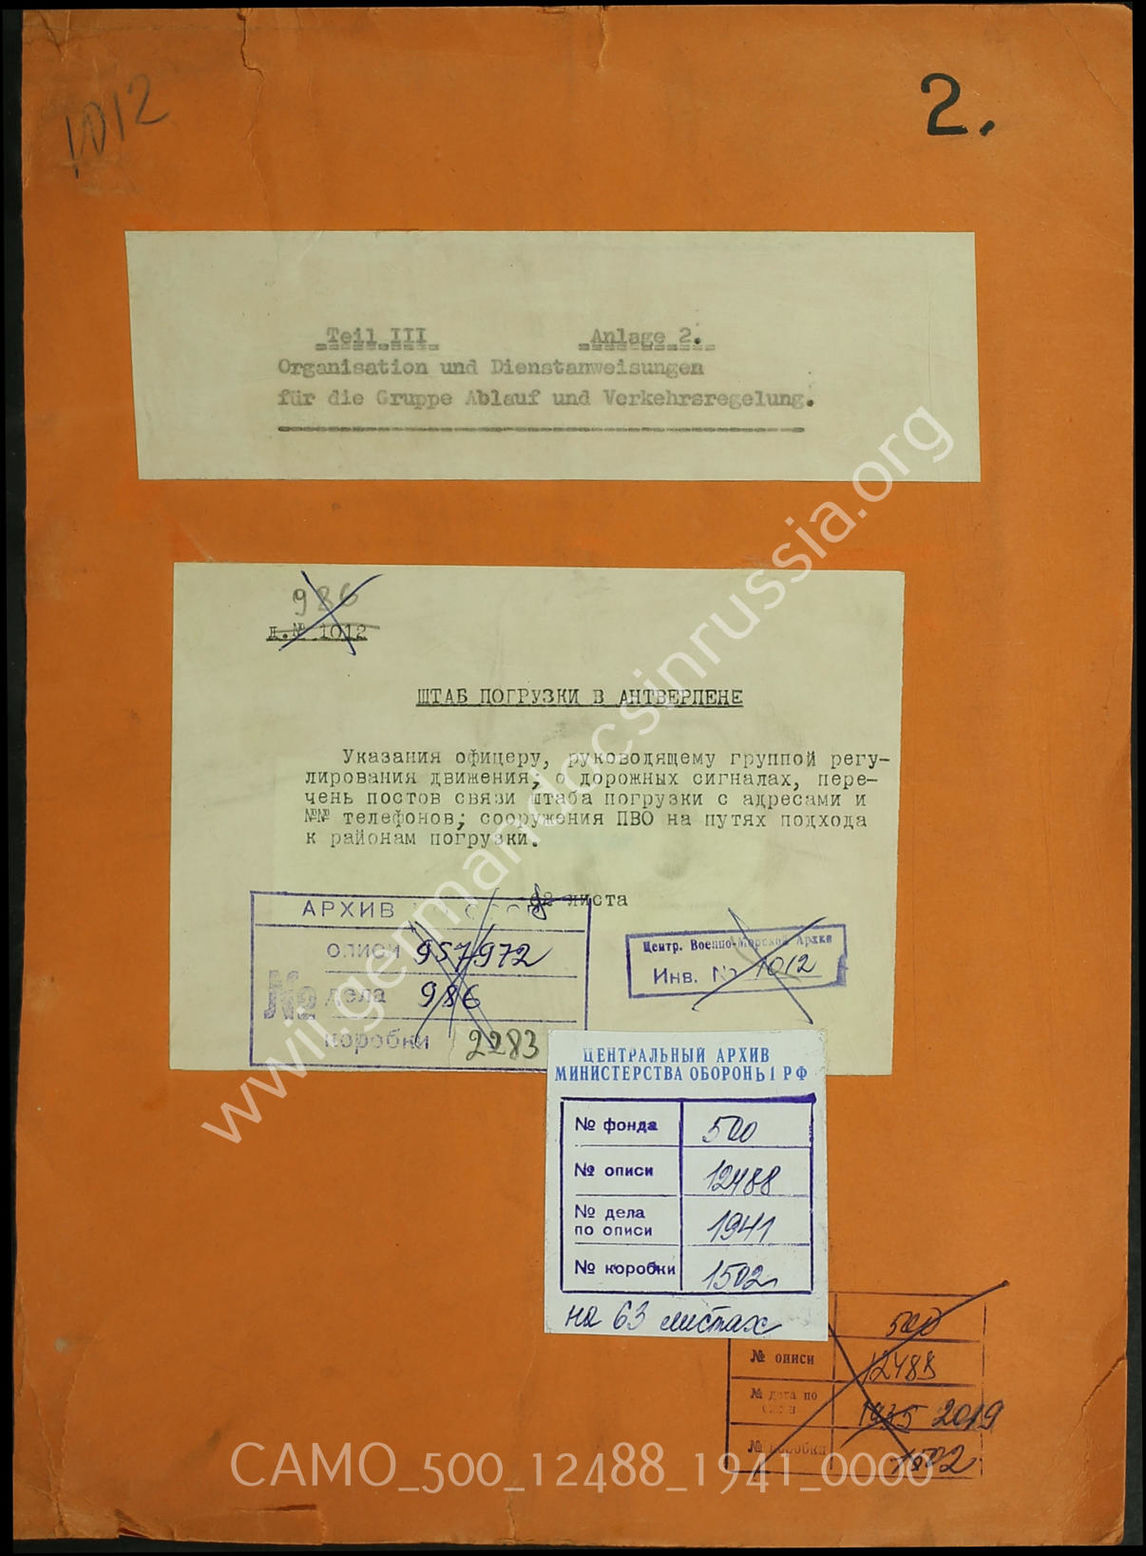 1012
2.
Teil III Anlage 2.
Organisation und Dienstanweisungen
für die Gruppe Ablauf und Verkehrsregelung.
986
д.№ 1012
ШТАБ ПОГРУЗКИ В АНТВЕРПЕНЕ
Указания офицеру, руководящему группой регу-
лирования движения, о дорожных сигналах, пере-
чень постов связи штаба погрузки с адресами и
№№ телефонов; сооружения ПВО на путях подхода
к районам погрузки.
листа
АРХИВ
описи 957972
№ дела 986
коробки 2283
Центр. Военно-Морской Архив
Инв. № 1012
ЦЕНТРАЛЬНЫЙ АРХИВ
МИНИСТЕРСТВА ОБОРОНЫ РФ
№ фонда 500
№ описи 12488
№ дела
по описи 1941
№ коробки 1502
на 63 листах
500
№ описи 12488
№ дела по
описи 1935 2019
№ коробки 1502
www.germandocsinrussia.org
CAMO_500_12488_1941_0000